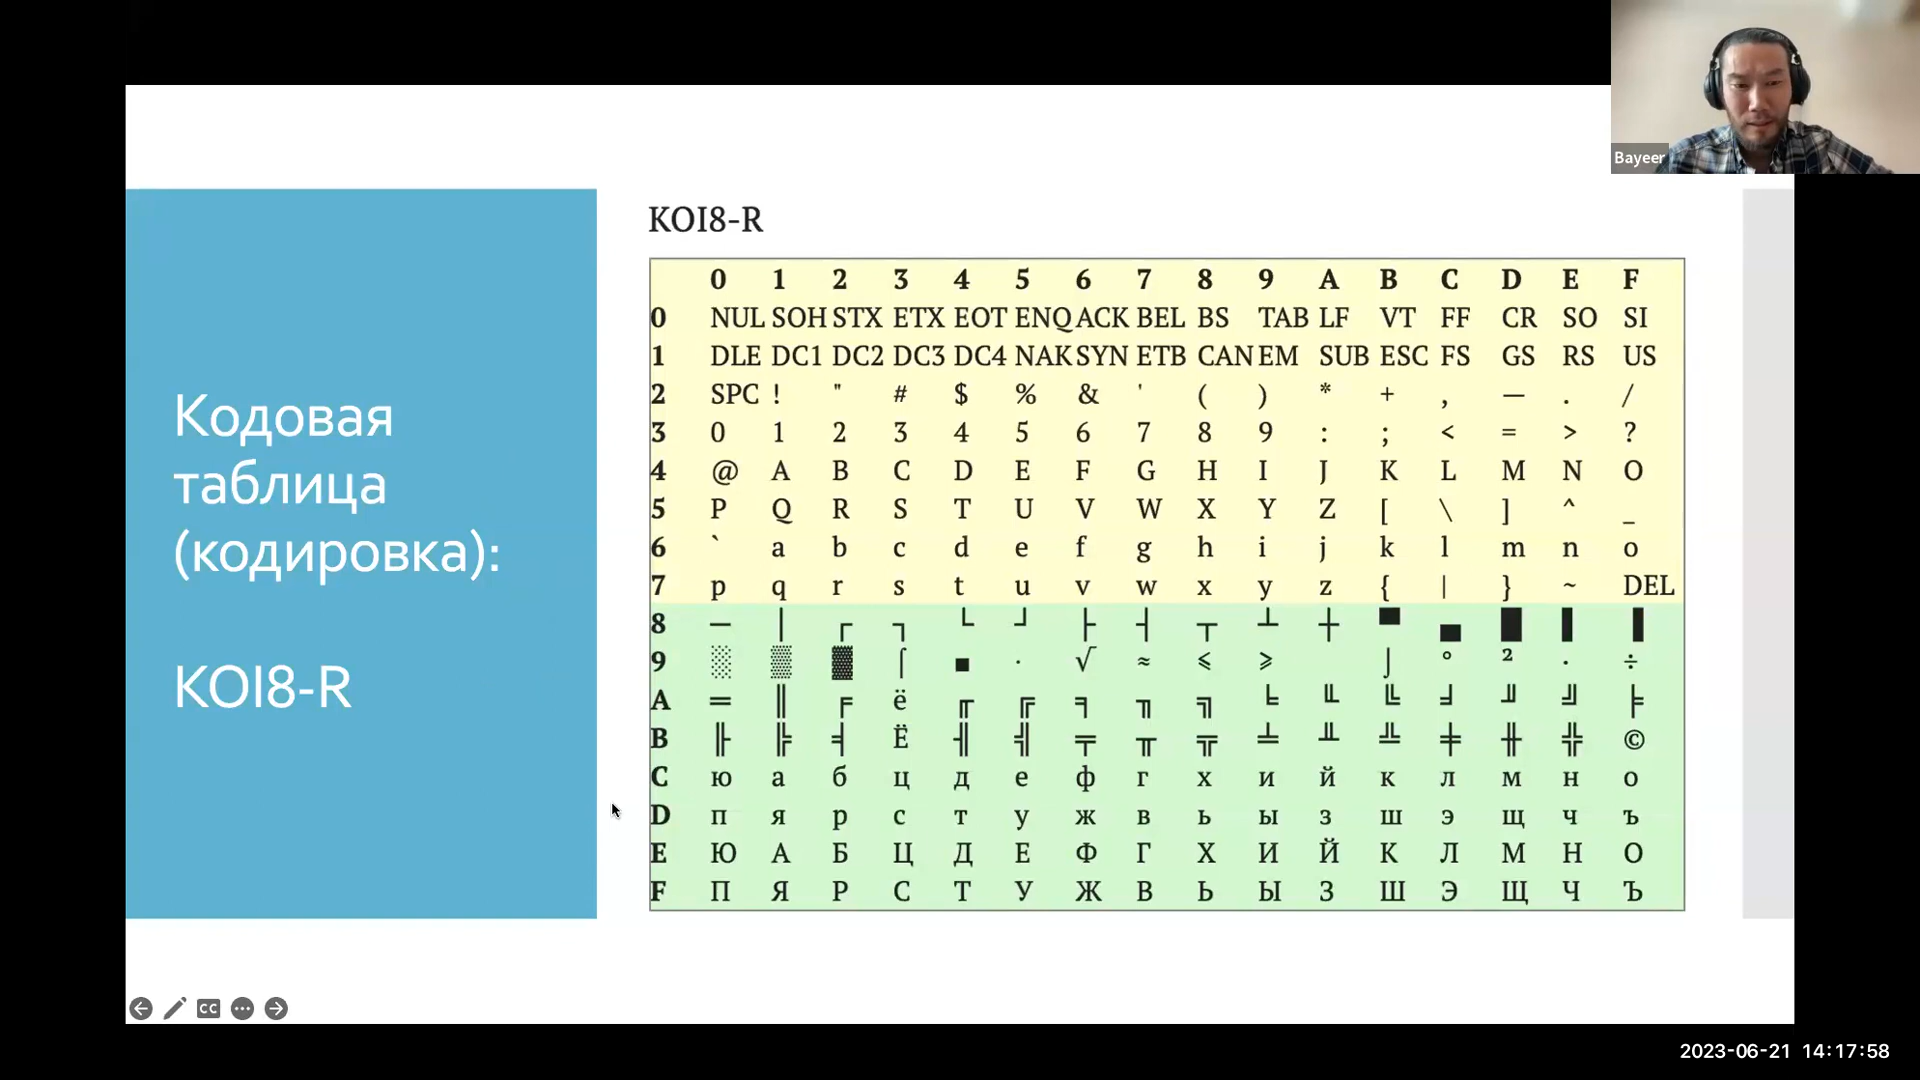 Bayeer
Кодовая
таблица
(кодировка):
KOI8-R
KOI8-R
0 1 2 3 4 5 6 7 8 9 A B C D E F
0 NUL SOH STX ETX EOT ENQ ACK BEL BS TAB LF VT FF CR SO SI
1 DLE DC1 DC2 DC3 DC4 NAK SYN ETB CAN EM SUB ESC FS GS RS US
2 SPC ! " # $ % & ' ( ) * + , — . /
3 0 1 2 3 4 5 6 7 8 9 : ; < = > ?
4 @ A B C D E F G H I J K L M N O
5 P Q R S T U V W X Y Z [ \ ] ^ _
6 ` a b c d e f g h i j k l m n o
7 p q r s t u v w x y z { | } ~ DEL
8 ─ │ ┌ ┐ └ ┘ ├ ┤ ┬ ┴ ┼ ▀ ▄ █ ▌ ▐
9 ░ ▒ ▓ ⌠ ■ ∙ √ ≈ ⩽ ⩾ ⌡ ° ² · ÷
A ═ ║ ╒ ё ╓ ╔ ╕ ╖ ╗ ╘ ╙ ╚ ╛ ╜ ╝ ╞
B ╟ ╠ ╡ Ё ╢ ╣ ╤ ╥ ╦ ╧ ╨ ╩ ╪ ╫ ╬ ©
C ю а б ц д е ф г х и й к л м н о
D п я р с т у ж в ь ы з ш э щ ч ъ
E Ю А Б Ц Д Е Ф Г Х И Й К Л М Н О
F П Я Р С Т У Ж В Ь Ы З Ш Э Щ Ч Ъ
CC
2023-06-21 14:17:58